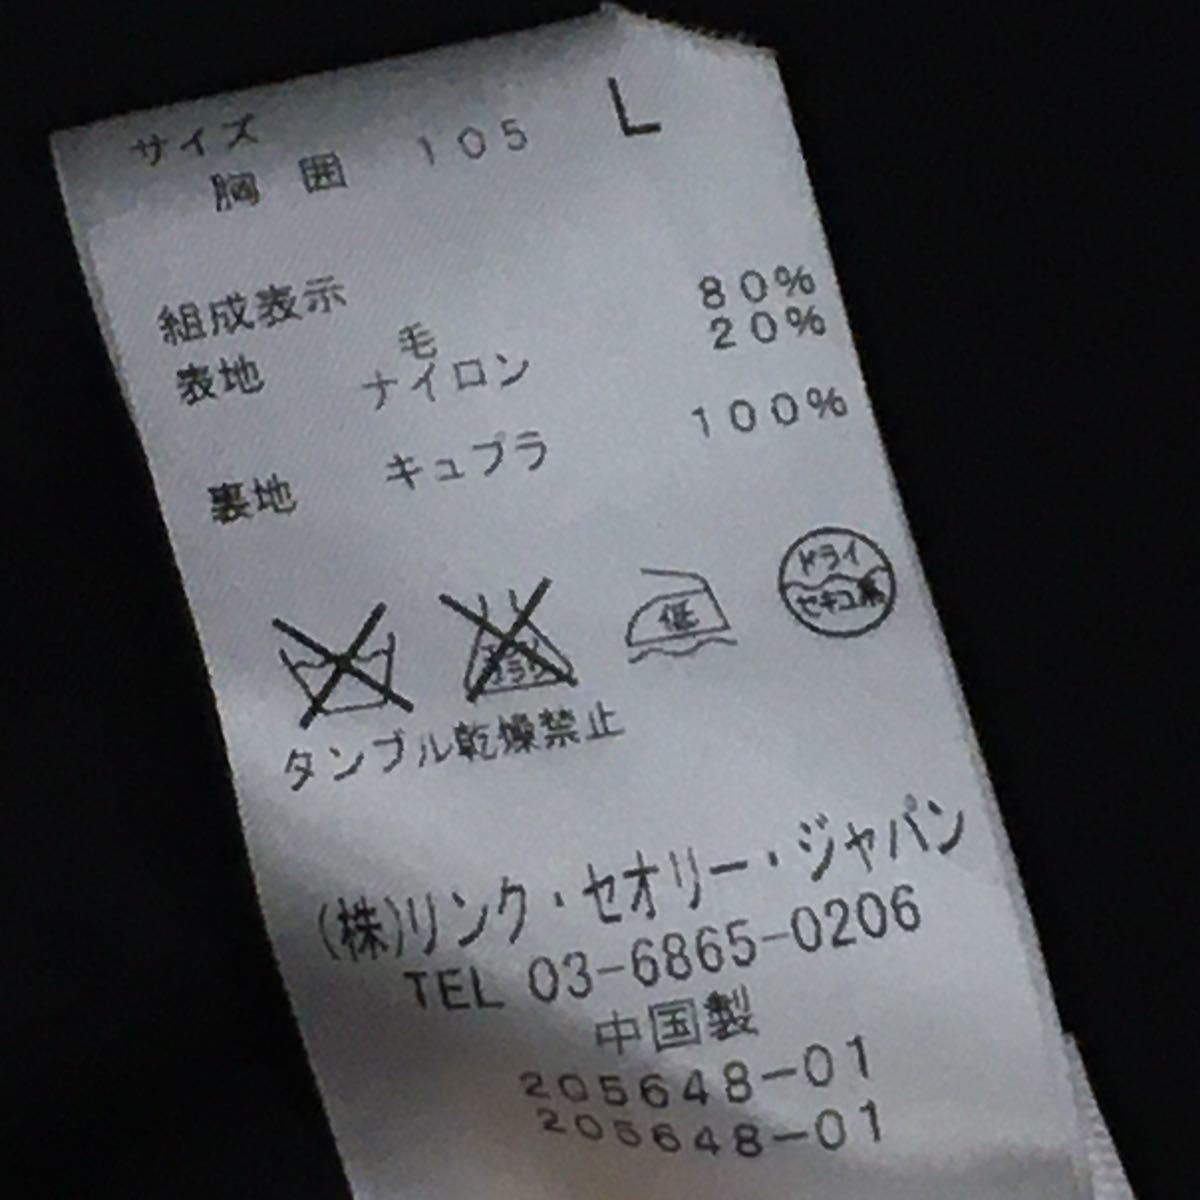 サイズ L
胸囲 105
組成表示
表地 毛 80%
ナイロン 20%
裏地 キュプラ 100%
低
ドライ
セキユ系
タンブル乾燥禁止
(株)リンク・セオリー・ジャパン
TEL 03-6865-0206
中国製
205648-01
205648-01